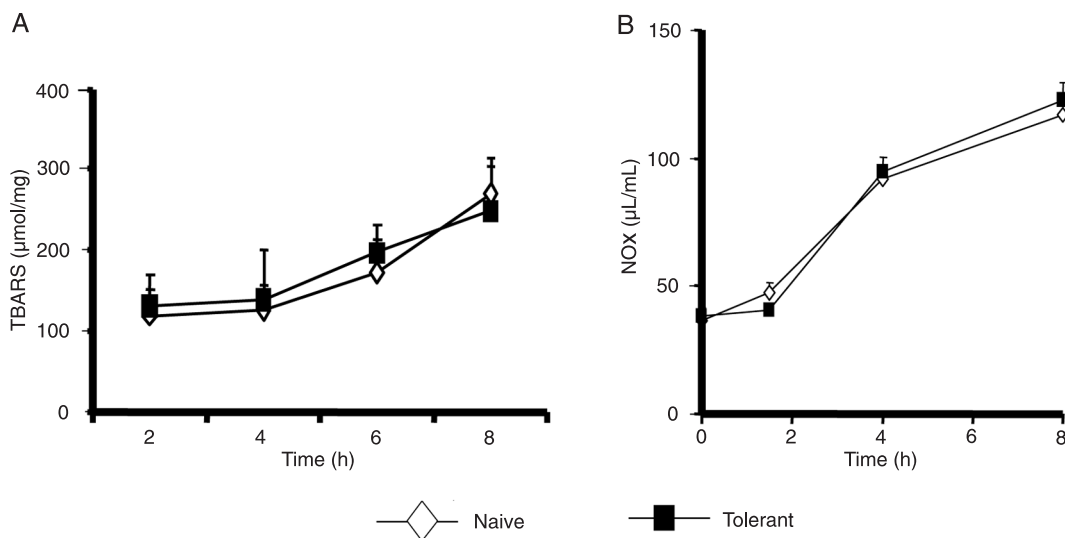 A
TBARS (µmol/mg)
400
300
200
100
0
2 4 6 8
Time (h)
B
NOx (µL/mL)
150
100
50
0
0 2 4 6 8
Time (h)
Naive
Tolerant